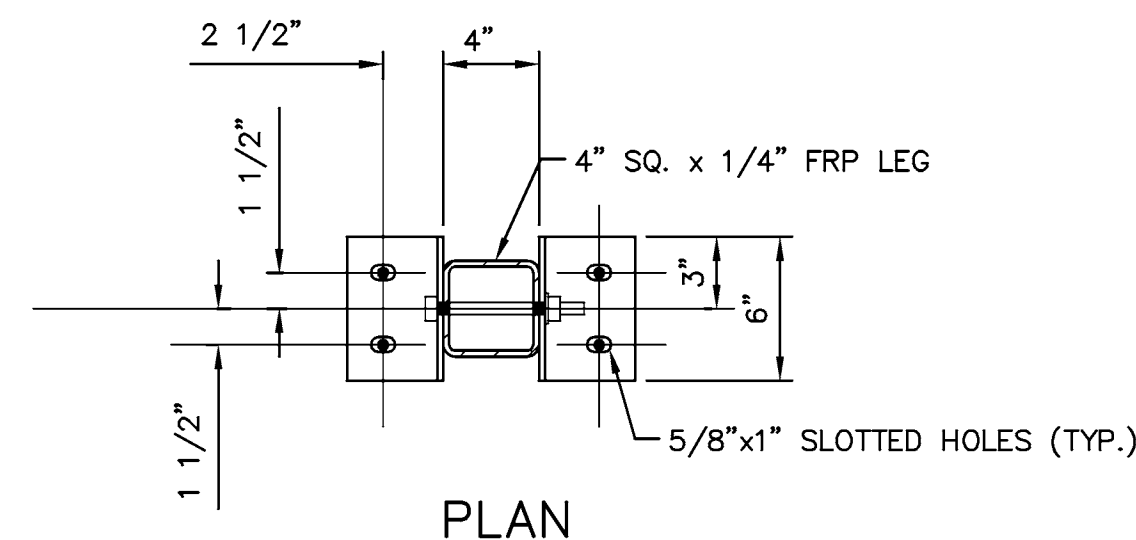 2 1/2”
4”
1 1/2”
4” SQ. x 1/4” FRP LEG
3”
6”
1 1/2”
5/8”x1” SLOTTED HOLES (TYP.)
PLAN